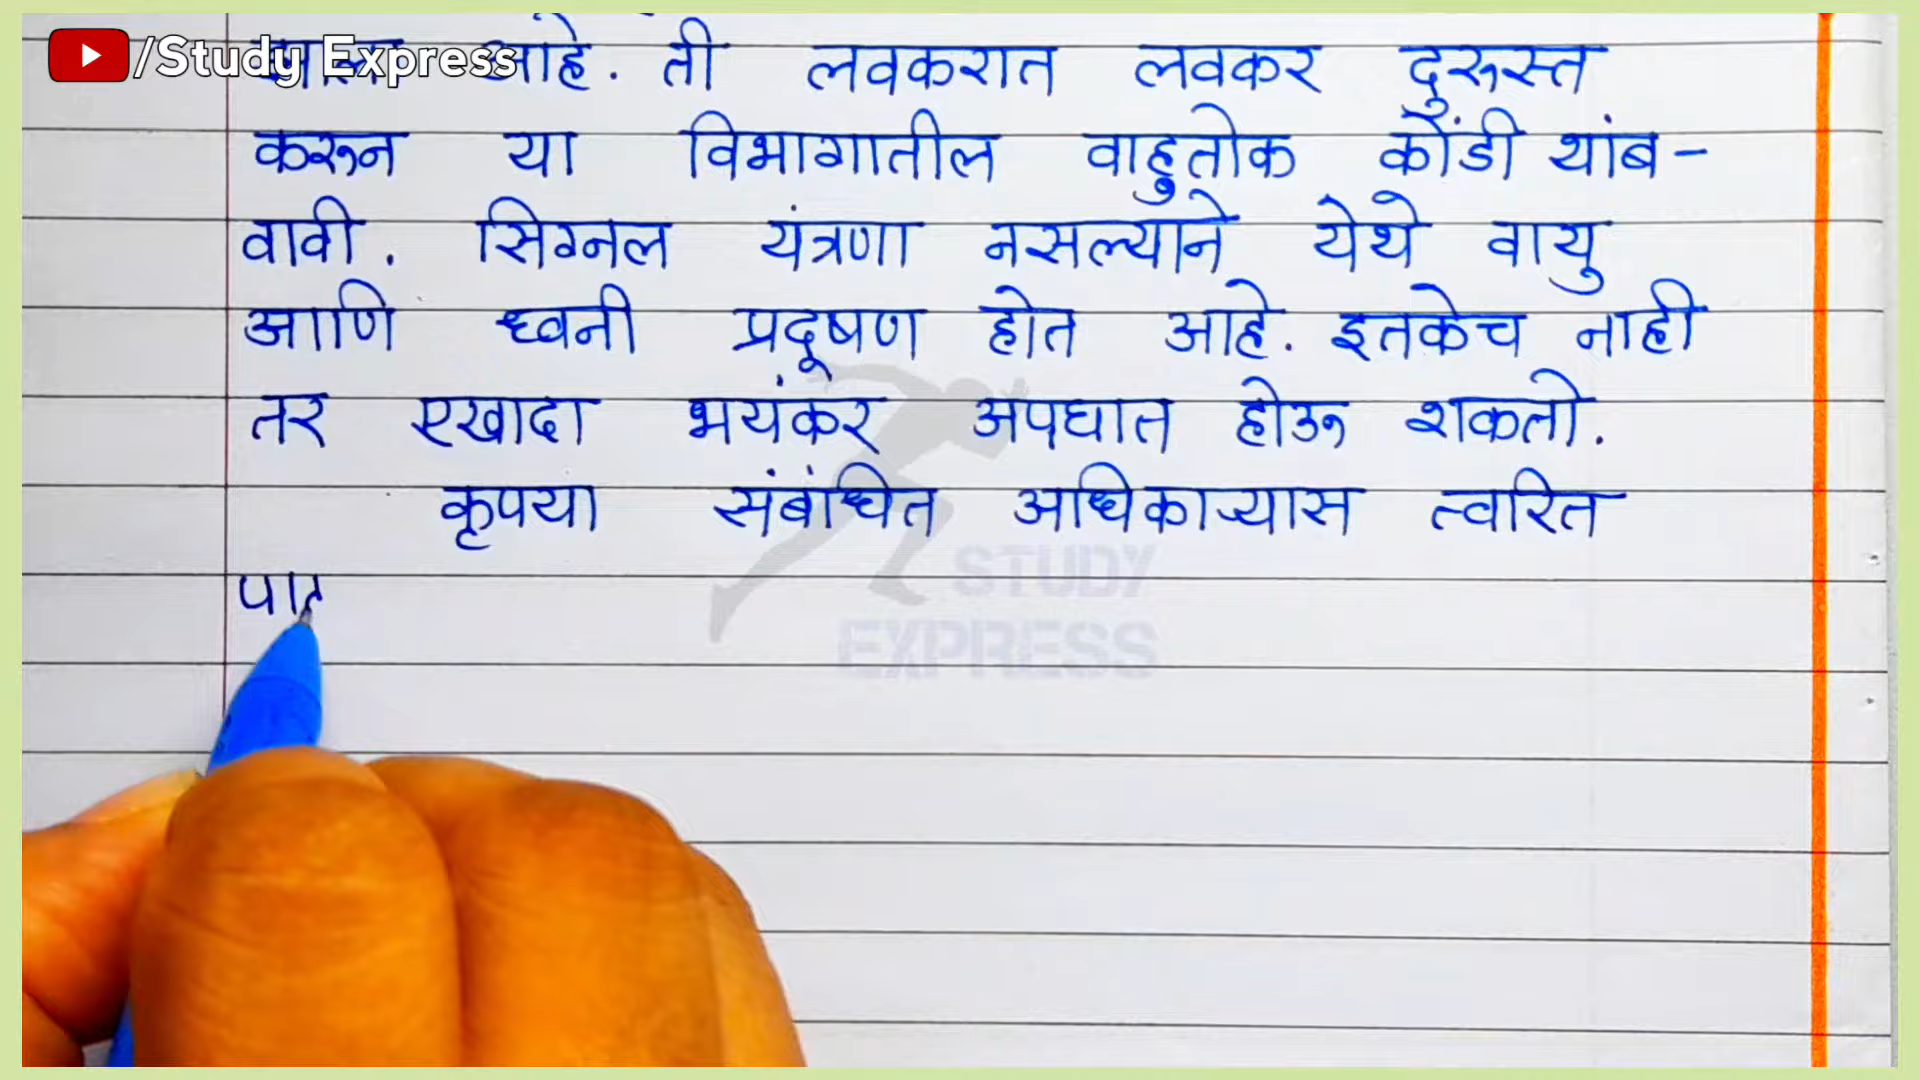 /Study Express
आहे. ती लवकरात लवकर दुरुस्त
करून या विभागातील वाहुतोक कोंडी थांब-
वावी. सिग्नल यंत्रणा नसल्याने येथे वायु
आणि ध्वनी प्रदूषण होत आहे. इतकेच नाही
तर एखादा भयंकर अपघात होऊ शकतो.
कृपया संबंधित अधिकाऱ्यास त्वरित
STUDY
EXPRESS